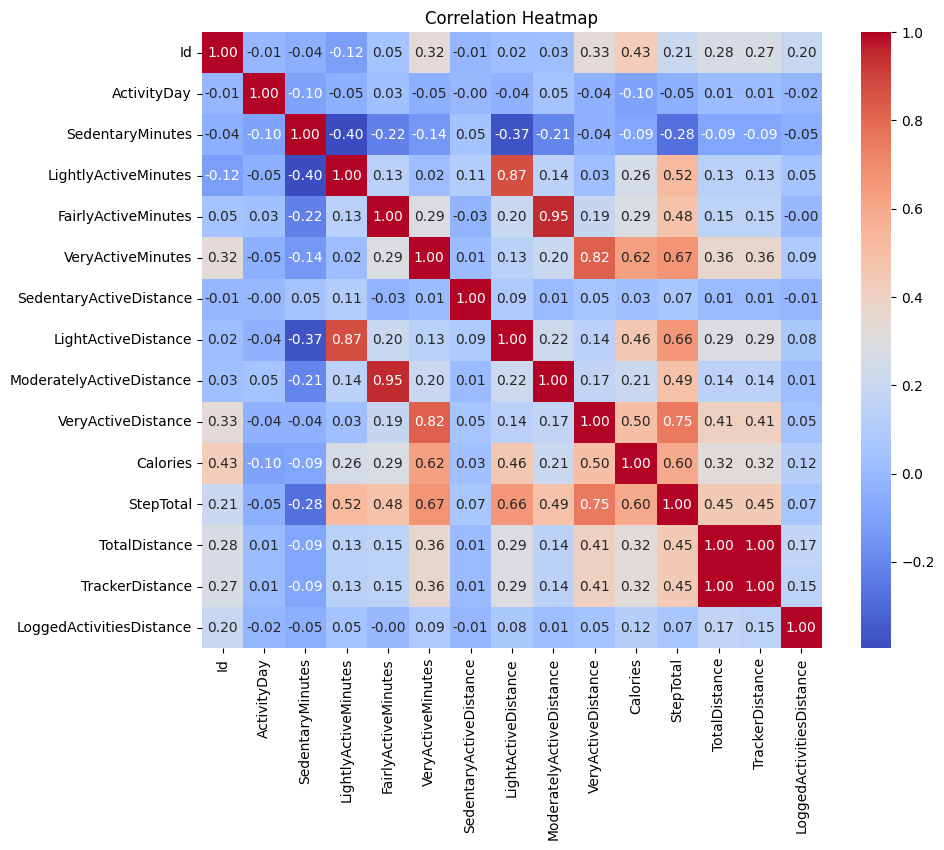 Correlation Heatmap
Id 1.00 -0.01 -0.04 -0.12 0.05 0.32 -0.01 0.02 0.03 0.33 0.43 0.21 0.28 0.27 0.20
ActivityDay -0.01 1.00 -0.10 -0.05 0.03 -0.05 -0.00 -0.04 0.05 -0.04 -0.10 -0.05 0.01 0.01 -0.02
SedentaryMinutes -0.04 -0.10 1.00 -0.40 -0.22 -0.14 0.05 -0.37 -0.21 -0.04 -0.09 -0.28 -0.09 -0.09 -0.05
LightlyActiveMinutes -0.12 -0.05 -0.40 1.00 0.13 0.02 0.11 0.87 0.14 0.03 0.26 0.52 0.13 0.13 0.05
FairlyActiveMinutes 0.05 0.03 -0.22 0.13 1.00 0.29 -0.03 0.20 0.95 0.19 0.29 0.48 0.15 0.15 -0.00
VeryActiveMinutes 0.32 -0.05 -0.14 0.02 0.29 1.00 0.01 0.13 0.20 0.82 0.62 0.67 0.36 0.36 0.09
SedentaryActiveDistance -0.01 -0.00 0.05 0.11 -0.03 0.01 1.00 0.09 0.01 0.05 0.03 0.07 0.01 0.01 -0.01
LightActiveDistance 0.02 -0.04 -0.37 0.87 0.20 0.13 0.09 1.00 0.22 0.14 0.46 0.66 0.29 0.29 0.08
ModeratelyActiveDistance 0.03 0.05 -0.21 0.14 0.95 0.20 0.01 0.22 1.00 0.17 0.21 0.49 0.14 0.14 0.01
VeryActiveDistance 0.33 -0.04 -0.04 0.03 0.19 0.82 0.05 0.14 0.17 1.00 0.50 0.75 0.41 0.41 0.05
Calories 0.43 -0.10 -0.09 0.26 0.29 0.62 0.03 0.46 0.21 0.50 1.00 0.60 0.32 0.32 0.12
StepTotal 0.21 -0.05 -0.28 0.52 0.48 0.67 0.07 0.66 0.49 0.75 0.60 1.00 0.45 0.45 0.07
TotalDistance 0.28 0.01 -0.09 0.13 0.15 0.36 0.01 0.29 0.14 0.41 0.32 0.45 1.00 1.00 0.17
TrackerDistance 0.27 0.01 -0.09 0.13 0.15 0.36 0.01 0.29 0.14 0.41 0.32 0.45 1.00 1.00 0.15
LoggedActivitiesDistance 0.20 -0.02 -0.05 0.05 -0.00 0.09 -0.01 0.08 0.01 0.05 0.12 0.07 0.17 0.15 1.00
Id
ActivityDay
SedentaryMinutes
LightlyActiveMinutes
FairlyActiveMinutes
VeryActiveMinutes
SedentaryActiveDistance
LightActiveDistance
ModeratelyActiveDistance
VeryActiveDistance
Calories
StepTotal
TotalDistance
TrackerDistance
LoggedActivitiesDistance
1.0
0.8
0.6
0.4
0.2
0.0
−0.2